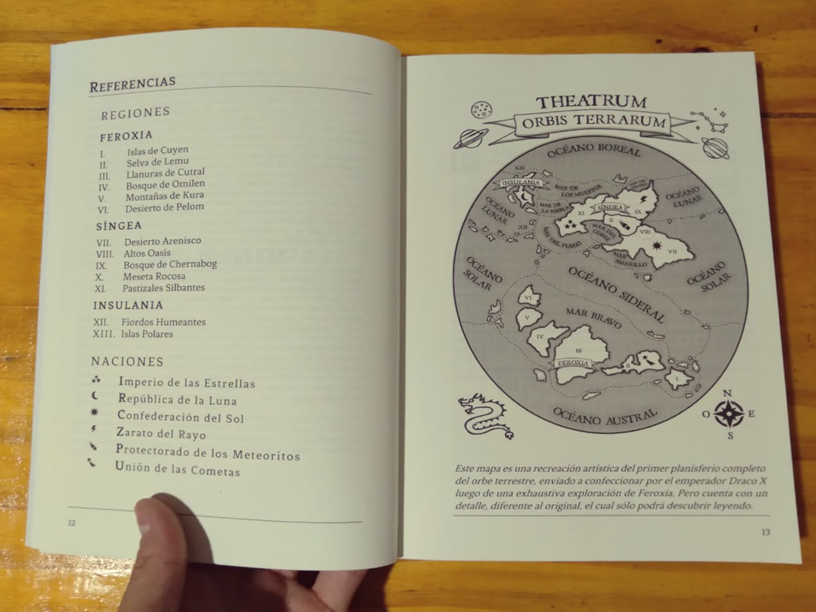 REFERENCIAS
REGIONES
FEROXIA
I. Islas de Cuyen
II. Selva de Lemu
III. Llanuras de Cutral
IV. Bosque de Omilen
V. Montañas de Kura
VI. Desierto de Pelom
SÍNGEA
VII. Desierto Arenisco
VIII. Altos Oasis
IX. Bosque de Chernabog
X. Meseta Rocosa
XI. Pastizales Silbantes
INSULANIA
XII. Fiordos Humeantes
XIII. Islas Polares
NACIONES
Imperio de las Estrellas
República de la Luna
Confederación del Sol
Zarato del Rayo
Protectorado de los Meteoritos
Unión de las Cometas
12
THEATRUM
ORBIS TERRARUM
OCÉANO BOREAL
XIII
INSULANIA
MAR DE
LOS MUERTOS
OCÉANO
LUNAR
MAR DE
LA NIEBLA
XI
SÍNGEA
IX
OCÉANO
LUNAR
XII
X
MAR DEL
VIII
MAR DEL FUEGO
VII
MAR
AMARILLO
OCÉANO
SOLAR
OCÉANO SIDERAL
OCÉANO
SOLAR
VI
V
MAR BRAVO
IV
III
FEROXIA
II
I
OCÉANO AUSTRAL
N
O
E
S
Este mapa es una recreación artística del primer planisferio completo
del orbe terrestre, enviado a confeccionar por el emperador Draco X
luego de una exhaustiva exploración de Feroxia. Pero cuenta con un
detalle, diferente al original, el cual sólo podrá descubrir leyendo.
13